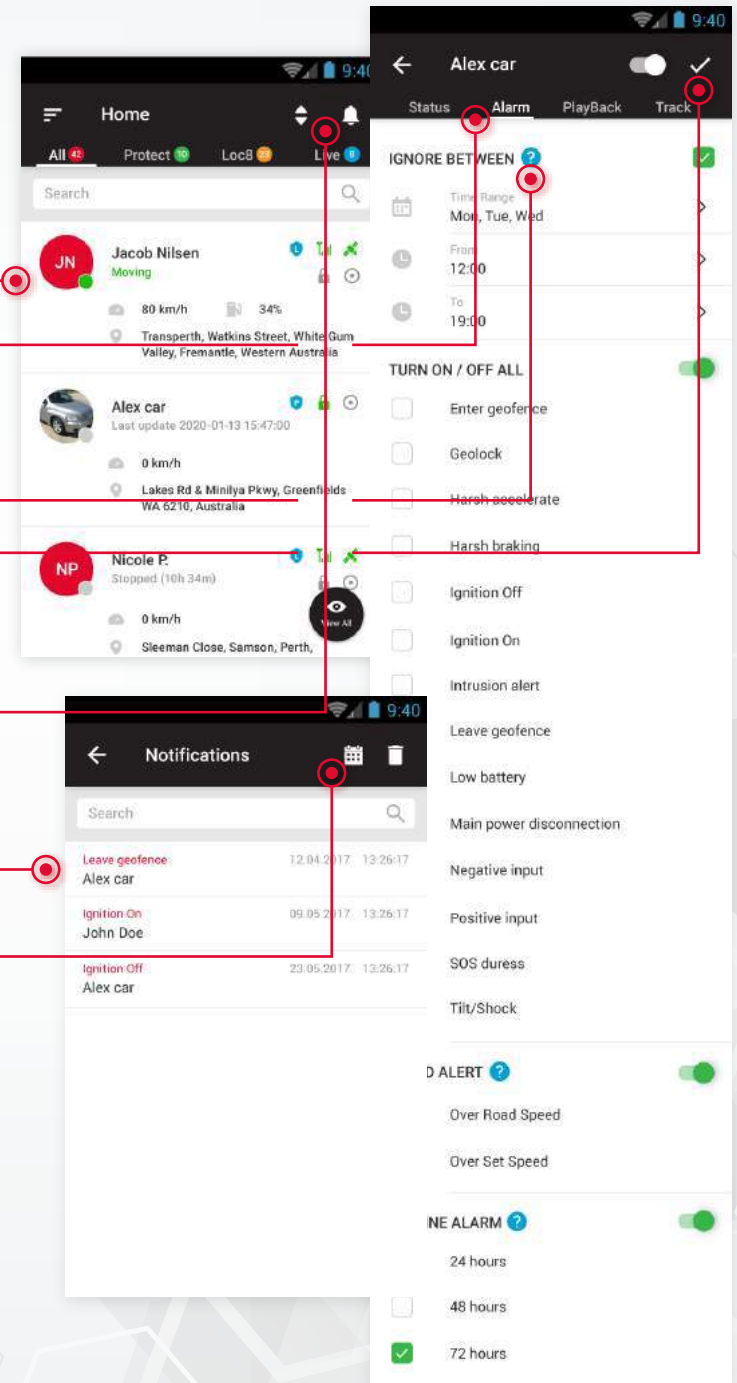 9:40
Home
All 42 Protect 10 Loc8 23 Live 8
Search
JN
Jacob Nilsen
Moving
80 km/h 34%
Transperth, Watkins Street, White Gum
Valley, Fremantle, Western Australia
Alex car
Last update 2020-01-13 15:47:00
0 km/h
Lakes Rd & Minilya Pkwy, Greenfields
WA 6210, Australia
NP
Nicole P.
Stopped (10h 34m)
0 km/h
Sleeman Close, Samson, Perth,
View All
9:40
Alex car
Status Alarm PlayBack Track
IGNORE BETWEEN ?
Time Range
Mon, Tue, Wed
From
12:00
To
19:00
TURN ON / OFF ALL
Enter geofence
Geolock
Harsh accelerate
Harsh braking
Ignition Off
Ignition On
Intrusion alert
Leave geofence
Low battery
Main power disconnection
Negative input
Positive input
SOS duress
Tilt/Shock
D ALERT ?
Over Road Speed
Over Set Speed
NE ALARM ?
24 hours
48 hours
72 hours
9:40
Notifications
Search
Leave geofence 12.04.2017 13:26:17
Alex car
Ignition On 09.05.2017 13:26:17
John Doe
Ignition Off 23.05.2017 13:26:17
Alex car